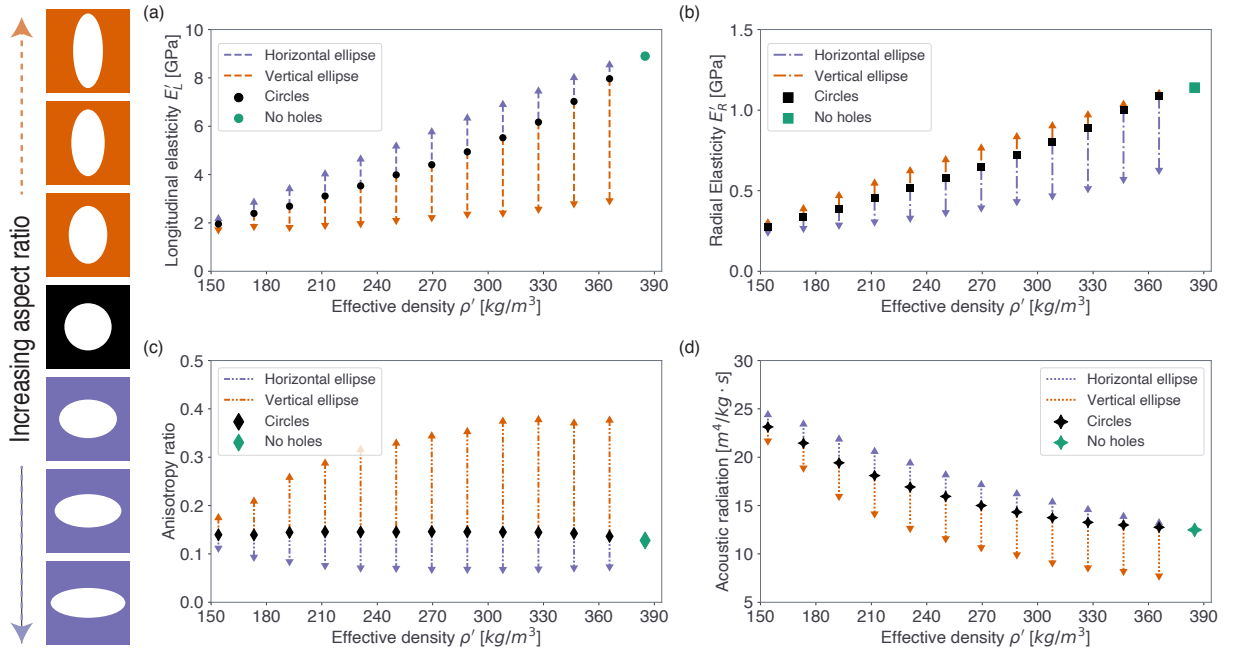 Increasing aspect ratio
(a)
Longitudinal elasticity E′L [GPa]
10
8
6
4
2
0
Horizontal ellipse
Vertical ellipse
Circles
No holes
150 180 210 240 270 300 330 360 390
Effective density ρ′ [kg/m³]
(b)
Radial Elasticity E′R [GPa]
1.5
1.0
0.5
0.0
Horizontal ellipse
Vertical ellipse
Circles
No holes
150 180 210 240 270 300 330 360 390
Effective density ρ′ [kg/m³]
(c)
Anisotropy ratio
0.5
0.4
0.3
0.2
0.1
0.0
Horizontal ellipse
Vertical ellipse
Circles
No holes
150 180 210 240 270 300 330 360 390
Effective density ρ′ [kg/m³]
(d)
Acoustic radiation [m⁴/kg · s]
30
25
20
15
10
5
Horizontal ellipse
Vertical ellipse
Circles
No holes
150 180 210 240 270 300 330 360 390
Effective density ρ′ [kg/m³]